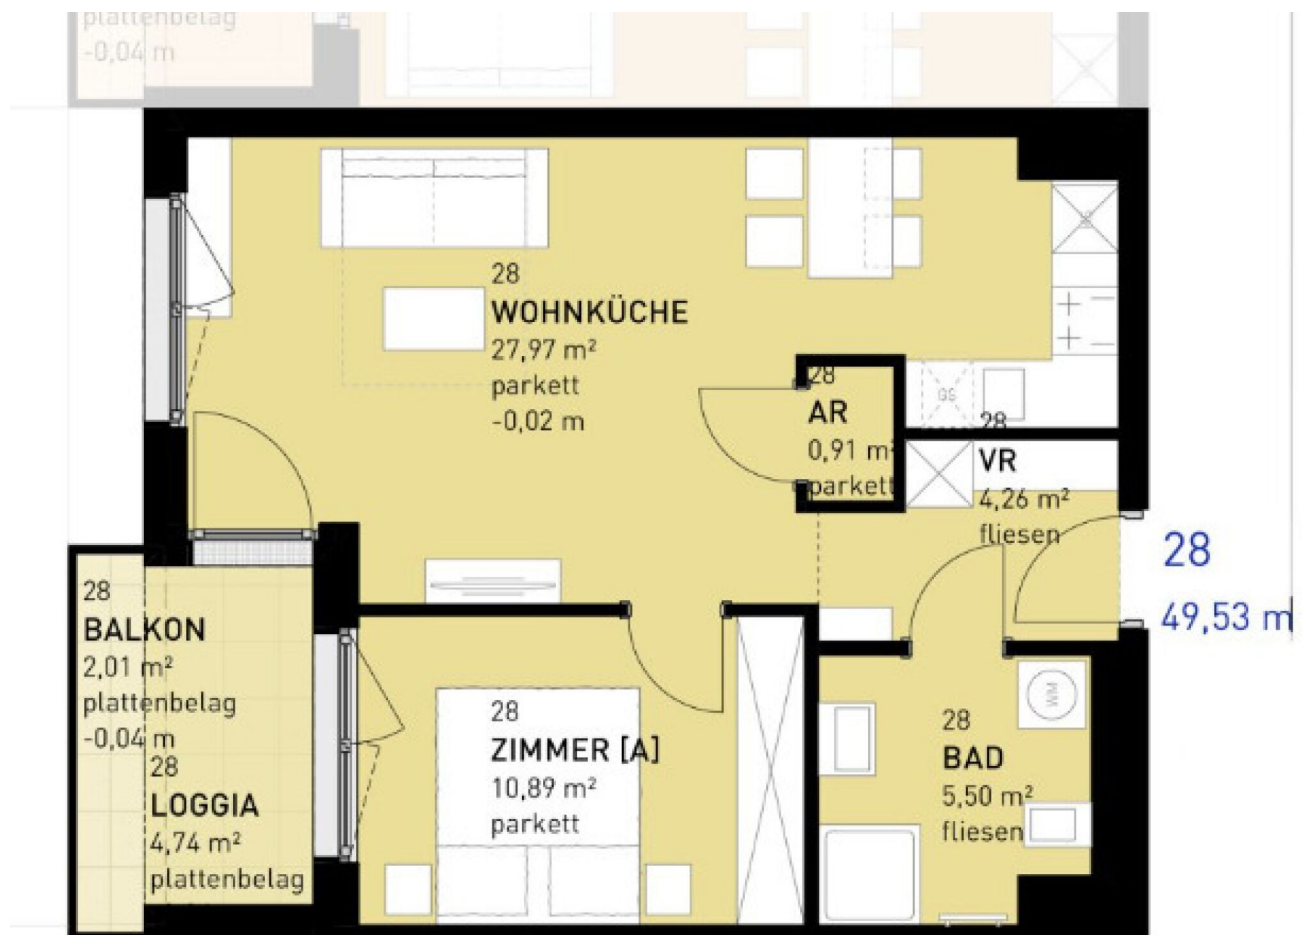 plattenbelag
-0,04 m
28
WOHNKÜCHE
27,97 m²
parkett
-0,02 m
28
AR
0,91 m²
parkett
GS
28
VR
4,26 m²
fliesen
28
49,53 m
28
BALKON
2,01 m²
plattenbelag
-0,04 m
28
LOGGIA
4,74 m²
plattenbelag
28
ZIMMER [A]
10,89 m²
parkett
WM
28
BAD
5,50 m²
fliesen